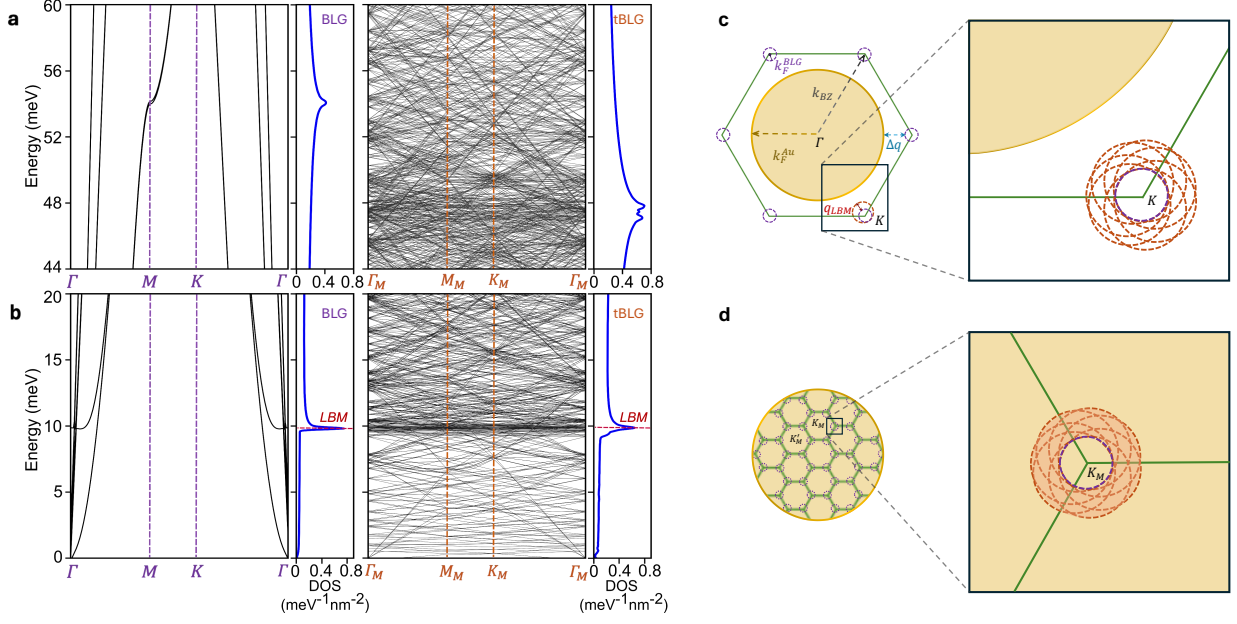 a
60
56
52
48
44
Energy (meV)
BLG
Γ M K Γ
0 0.4 0.8
tBLG
Γ_M M_M K_M Γ_M
0 0.4 0.8
b
20
15
10
5
0
Energy (meV)
BLG
LBM
Γ M K Γ
0 0.4 0.8
DOS
(meV⁻¹nm⁻²)
tBLG
LBM
Γ_M M_M K_M Γ_M
0 0.4 0.8
DOS
(meV⁻¹nm⁻²)
c
k_F^BLG
k_BZ
Γ
k_F^Au
Δq
q_LBM
K
K
d
K_M
K'_M
K_M